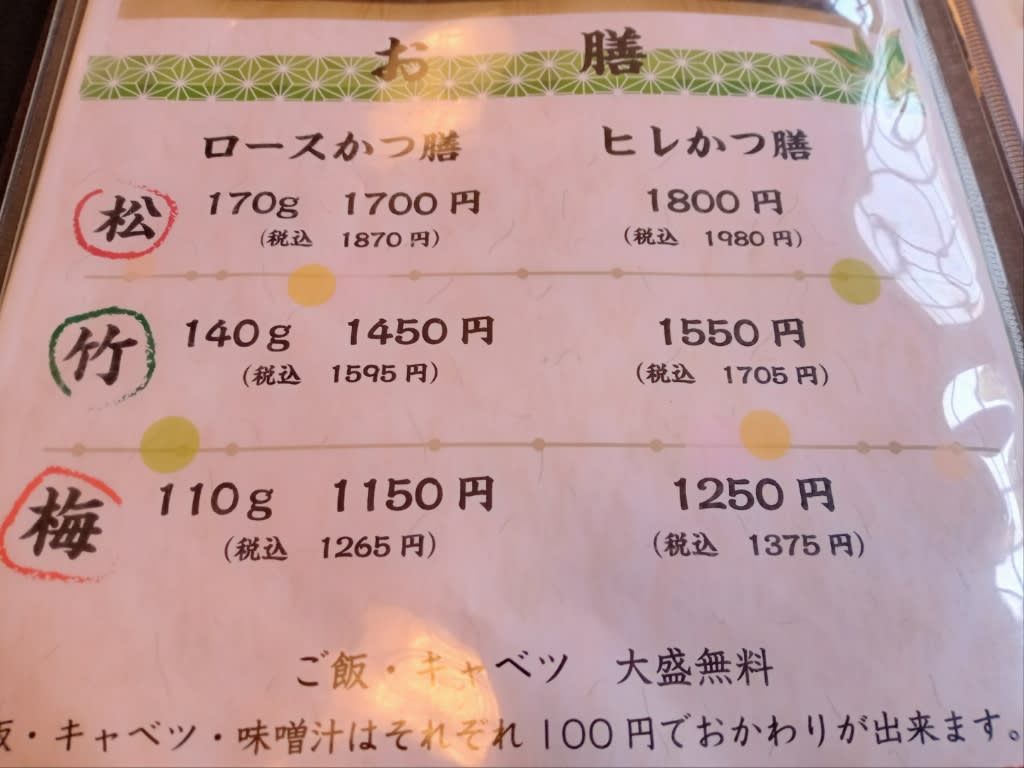 お 膳
ロースかつ膳 ヒレかつ膳
松 170g 1700円 1800円
(税込 1870円) (税込 1980円)
竹 140g 1450円 1550円
(税込 1595円) (税込 1705円)
梅 110g 1150円 1250円
(税込 1265円) (税込 1375円)
ご飯・キャベツ 大盛無料
飯・キャベツ・味噌汁はそれぞれ100円でおかわりが出来ます。